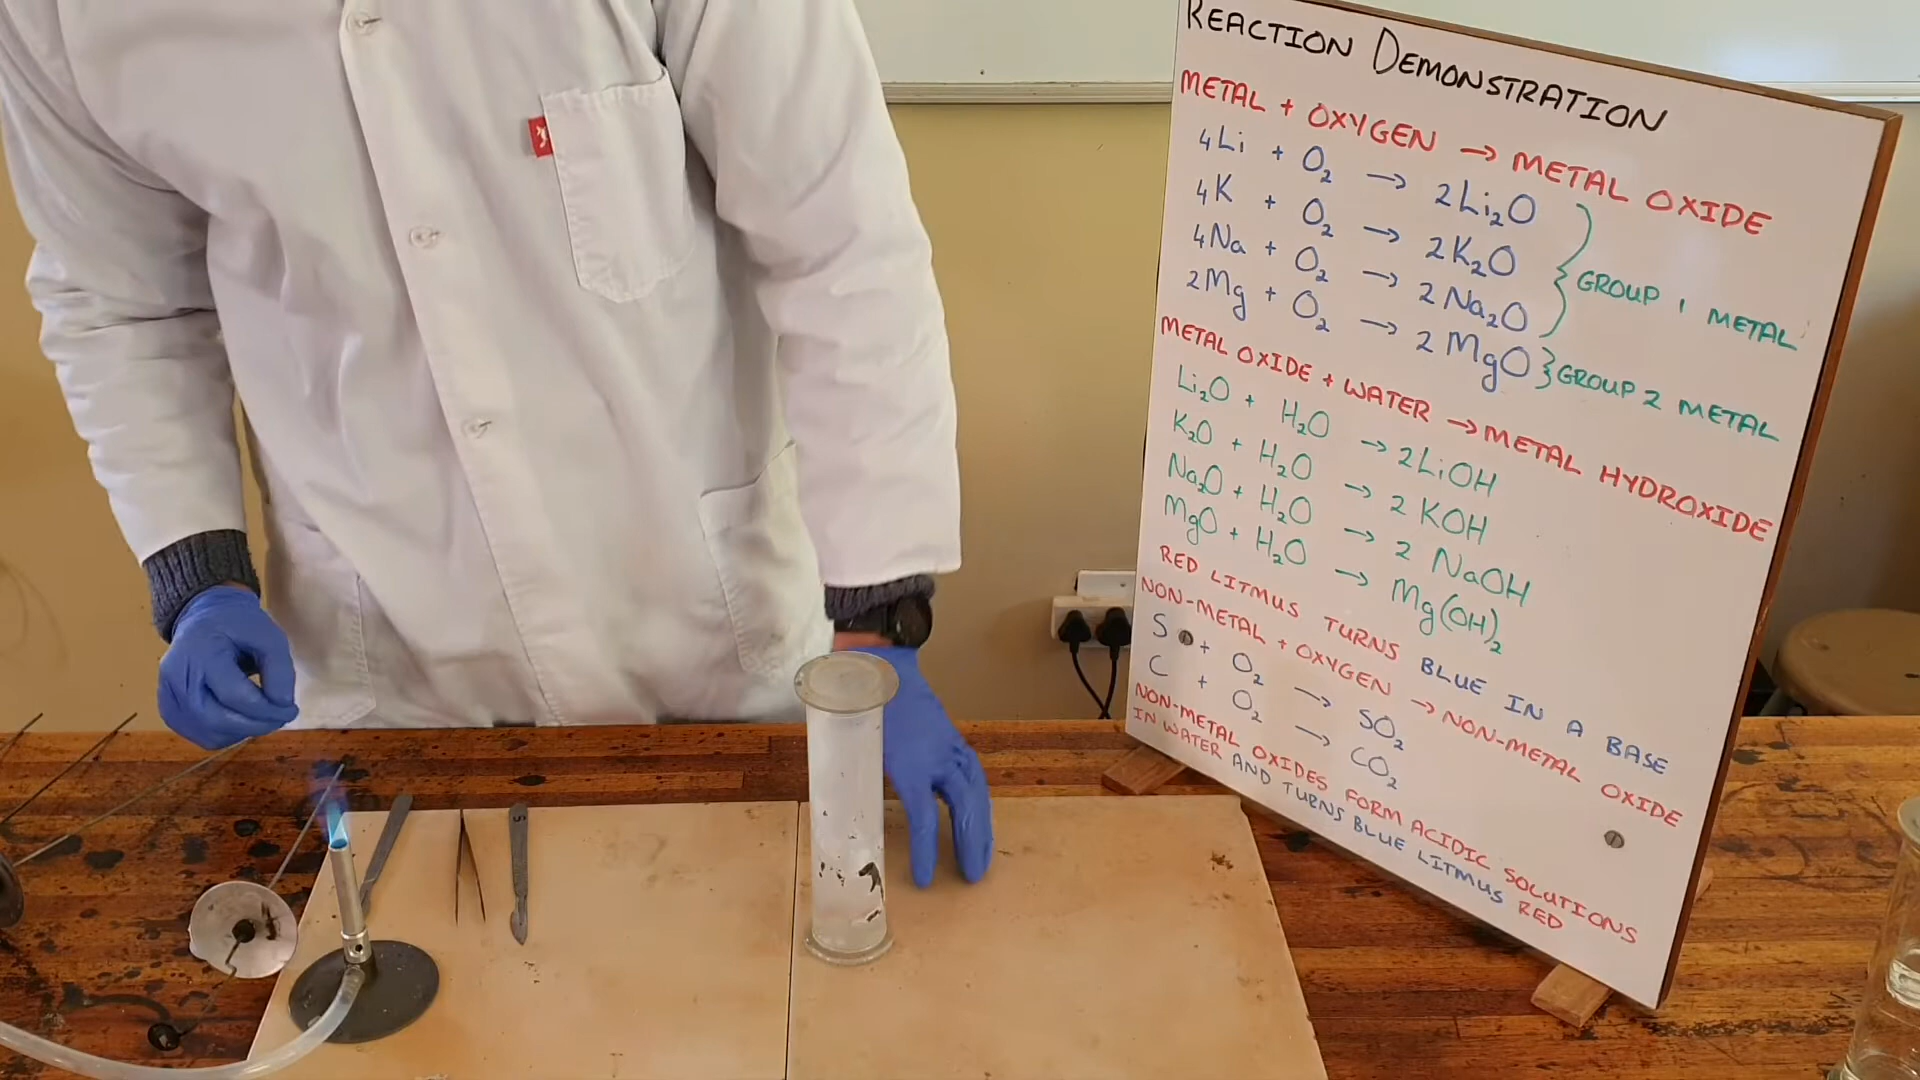 REACTION DEMONSTRATION
METAL + OXYGEN → METAL OXIDE
4Li + O₂ → 2Li₂O
4K + O₂ → 2K₂O
4Na + O₂ → 2Na₂O
} GROUP 1 METAL
2Mg + O₂ → 2MgO } GROUP 2 METAL
METAL OXIDE + WATER → METAL HYDROXIDE
Li₂O + H₂O → 2LiOH
K₂O + H₂O → 2KOH
Na₂O + H₂O → 2 NaOH
MgO + H₂O → Mg(OH)₂
RED LITMUS TURNS BLUE IN A BASE
NON-METAL + OXYGEN → NON-METAL OXIDE
S + O₂ → SO₂
C + O₂ → CO₂
NON-METAL OXIDES FORM ACIDIC SOLUTIONS
IN WATER AND TURNS BLUE LITMUS RED